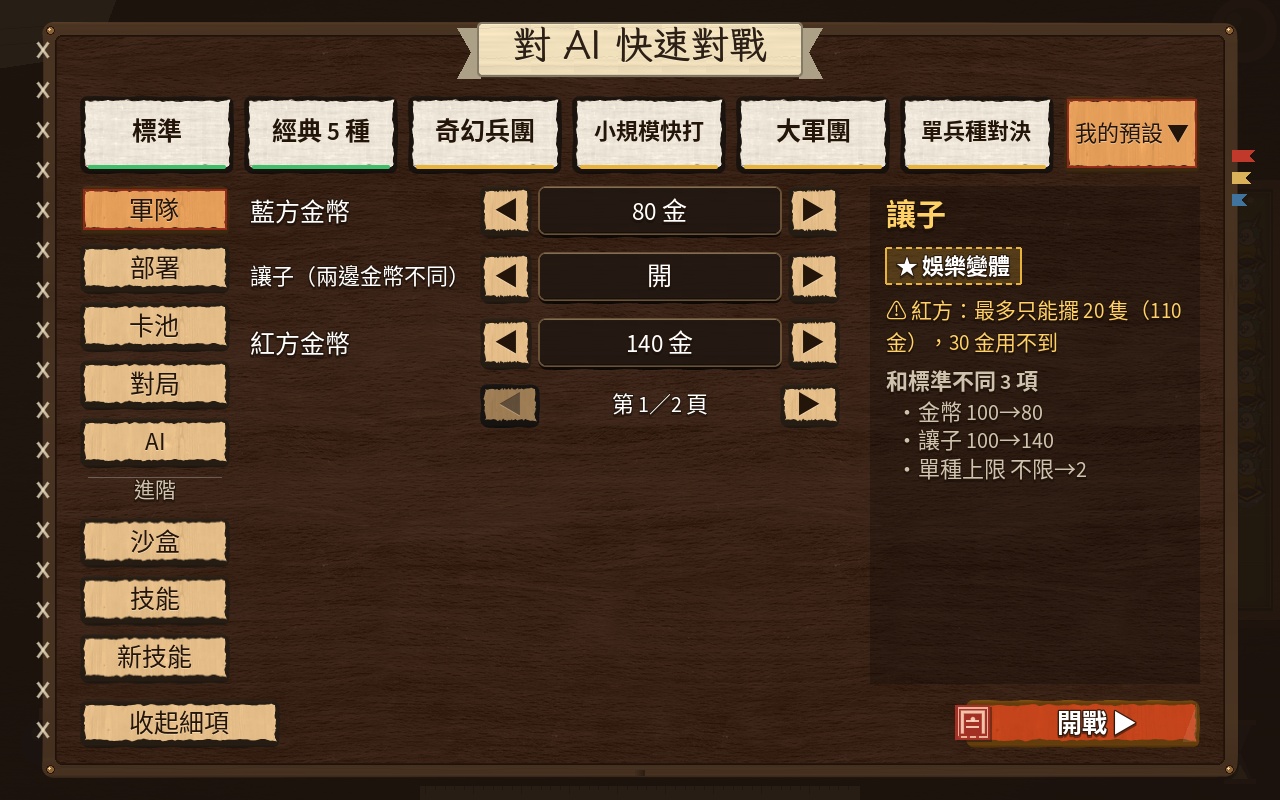 對 AI 快速對戰
標準
經典 5 種
奇幻兵團
小規模快打
大軍團
單兵種對決
我的預設▼
軍隊
部署
卡池
對局
AI
進階
沙盒
技能
新技能
收起細項
藍方金幣
◀
80 金
▶
讓子（兩邊金幣不同）
◀
開
▶
紅方金幣
◀
140 金
▶
◀
第 1／2 頁
▶
讓子
★ 娛樂變體
⚠ 紅方：最多只能擺 20 隻（110
金），30 金用不到
和標準不同 3 項
・金幣 100→80
・讓子 100→140
・單種上限 不限→2
開戰 ▶